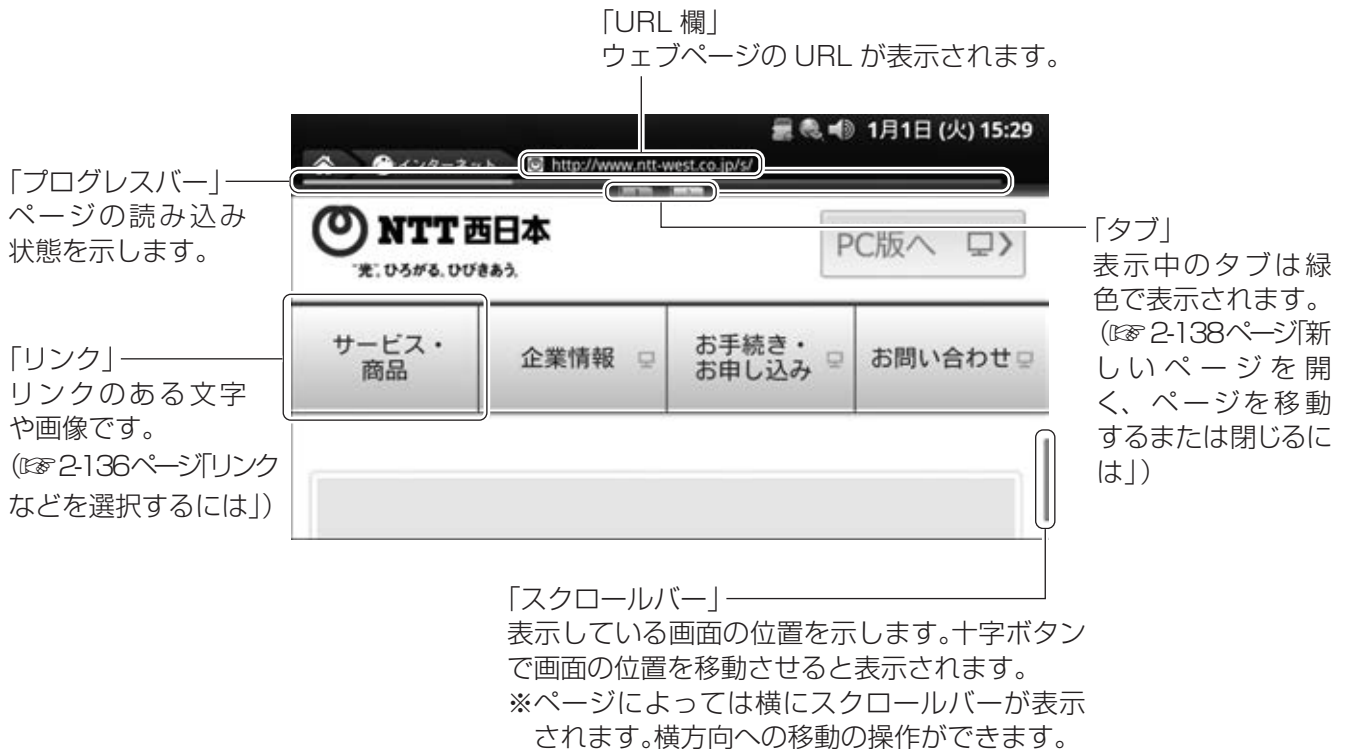 「URL 欄」
ウェブページの URL が表示されます。
1月1日 (火) 15:29
インターネット
http://www.ntt-west.co.jp/s/
「プログレスバー」
ページの読み込み
状態を示します。
NTT西日本
"光"、ひろがる。ひびきあう。
PC版へ
「タブ」
表示中のタブは緑
色で表示されます。
(☞2-138ページ「新
しいページを開
く、ページを移動
するまたは閉じるに
は」)
「リンク」
リンクのある文字
や画像です。
(☞2-136ページ「リンク
などを選択するには」)
サービス・
商品
企業情報
お手続き・
お申し込み
お問い合わせ
「スクロールバー」
表示している画面の位置を示します。十字ボタン
で画面の位置を移動させると表示されます。
※ページによっては横にスクロールバーが表示
されます。横方向への移動の操作ができます。